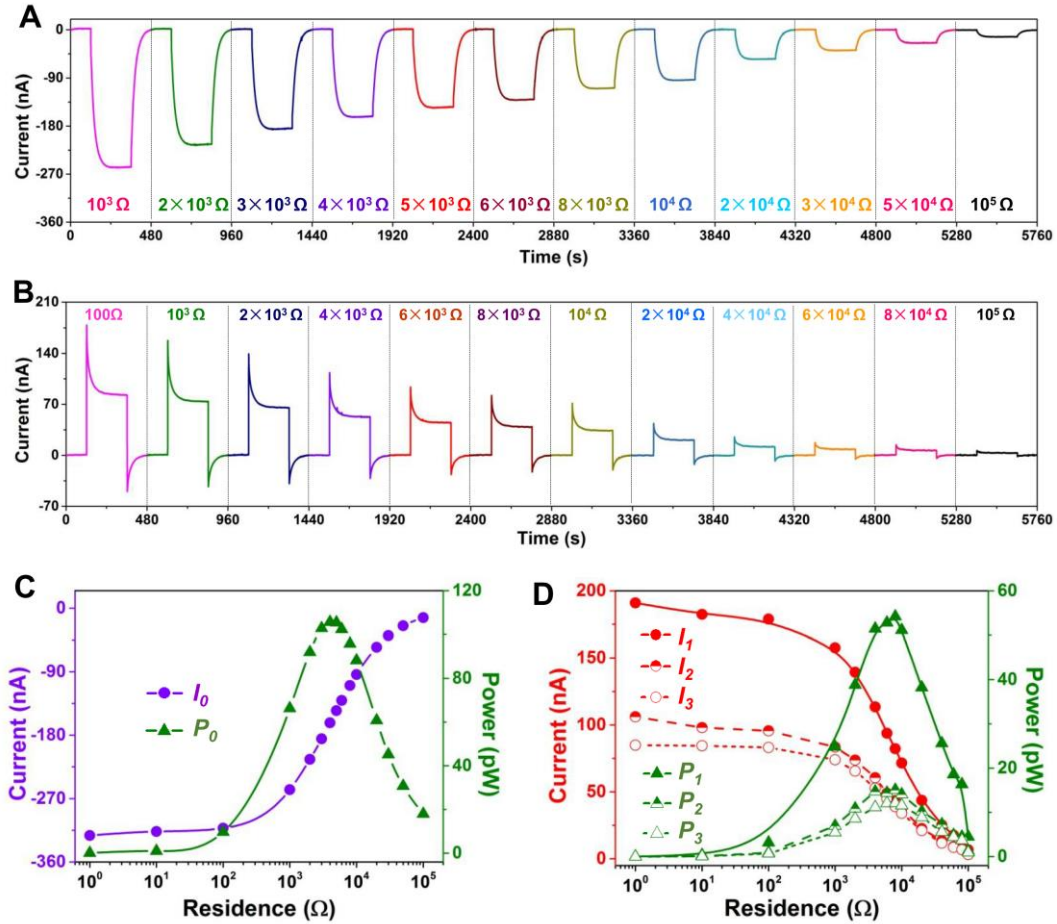 A
0
-90
-180
-270
-360
Current (nA)
10³ Ω 2×10³ Ω 3×10³ Ω 4×10³ Ω 5×10³ Ω 6×10³ Ω 8×10³ Ω 10⁴ Ω 2×10⁴ Ω 3×10⁴ Ω 5×10⁴ Ω 10⁵ Ω
0 480 960 1440 1920 2400 2880 3360 3840 4320 4800 5280 5760
Time (s)
B
210
140
70
0
-70
Current (nA)
100Ω 10³ Ω 2×10³ Ω 4×10³ Ω 6×10³ Ω 8×10³ Ω 10⁴ Ω 2×10⁴ Ω 4×10⁴ Ω 6×10⁴ Ω 8×10⁴ Ω 10⁵ Ω
0 480 960 1440 1920 2400 2880 3360 3840 4320 4800 5280 5760
Time (s)
C
0
-90
-180
-270
-360
Current (nA)
I₀
P₀
120
80
40
0
Power (pW)
10⁰ 10¹ 10² 10³ 10⁴ 10⁵
Residence (Ω)
D
200
150
100
50
0
Current (nA)
I₁
I₂
I₃
P₁
P₂
P₃
60
40
20
0
Power (pW)
10⁰ 10¹ 10² 10³ 10⁴ 10⁵
Residence (Ω)